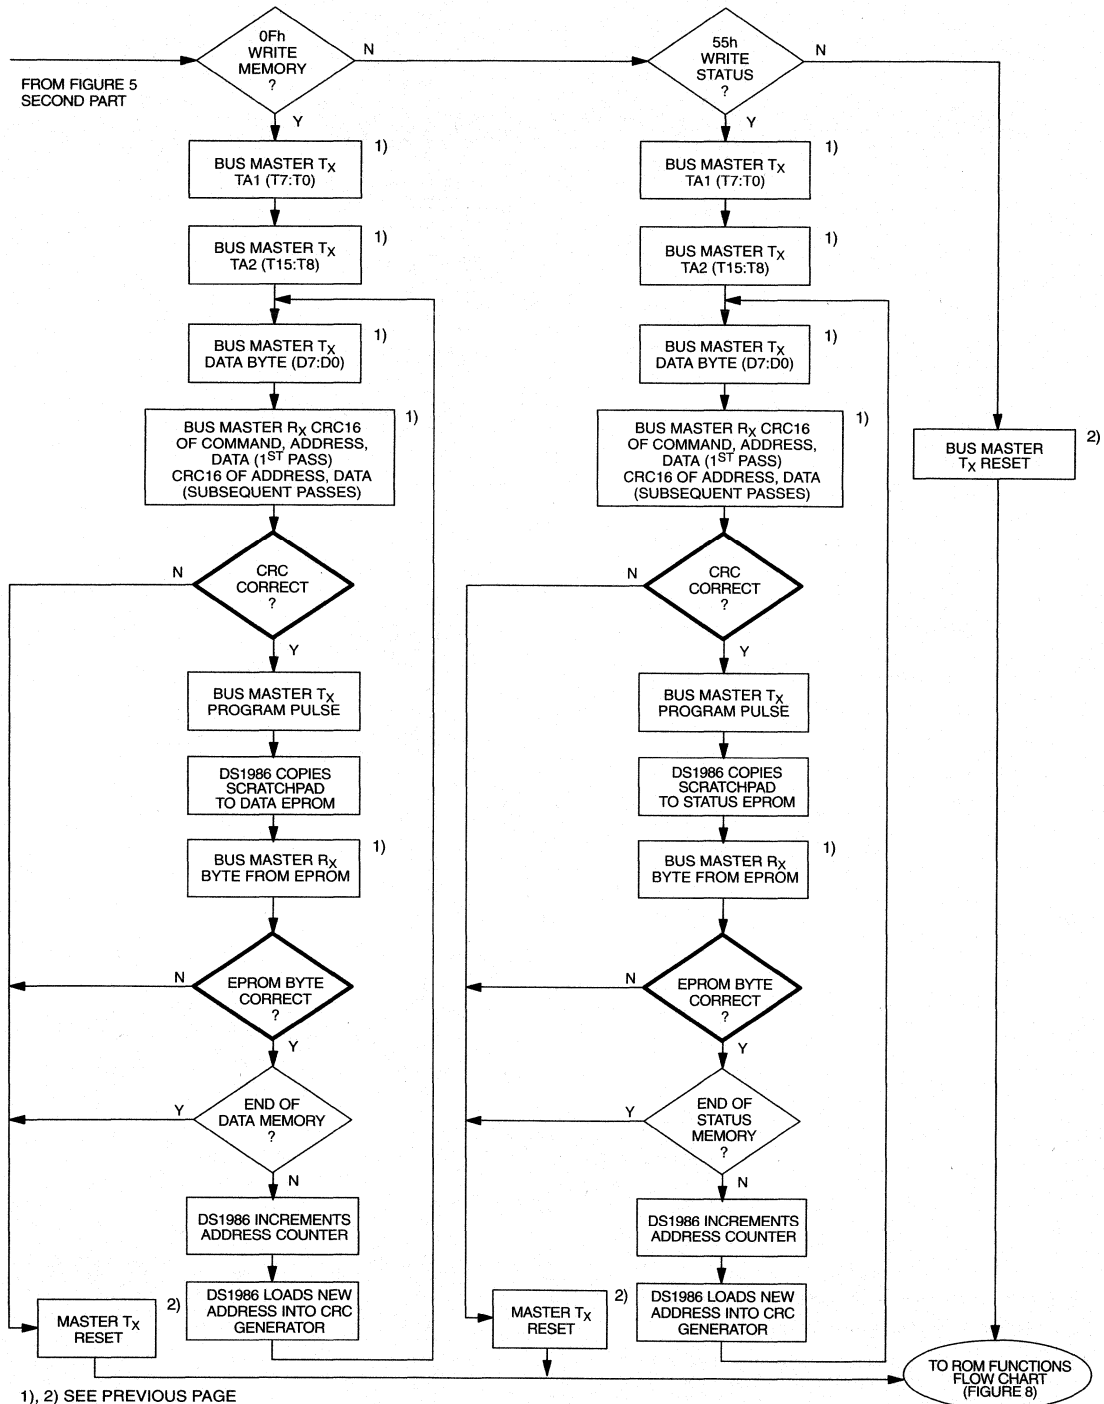 0Fh
WRITE
MEMORY
?
N
Y
FROM FIGURE 5
SECOND PART
55h
WRITE
STATUS
?
N
Y
BUS MASTER TX
TA1 (T7:T0)
1)
BUS MASTER TX
TA2 (T15:T8)
1)
BUS MASTER TX
DATA BYTE (D7:D0)
1)
BUS MASTER RX CRC16
OF COMMAND, ADDRESS,
DATA (1ST PASS)
CRC16 OF ADDRESS, DATA
(SUBSEQUENT PASSES)
1)
CRC
CORRECT
?
N
Y
BUS MASTER TX
PROGRAM PULSE
DS1986 COPIES
SCRATCHPAD
TO DATA EPROM
BUS MASTER RX
BYTE FROM EPROM
1)
EPROM BYTE
CORRECT
?
N
Y
END OF
DATA MEMORY
?
Y
N
DS1986 INCREMENTS
ADDRESS COUNTER
DS1986 LOADS NEW
ADDRESS INTO CRC
GENERATOR
MASTER TX
RESET
2)
BUS MASTER TX
TA1 (T7:T0)
1)
BUS MASTER TX
TA2 (T15:T8)
1)
BUS MASTER TX
DATA BYTE (D7:D0)
1)
BUS MASTER RX CRC16
OF COMMAND, ADDRESS,
DATA (1ST PASS)
CRC16 OF ADDRESS, DATA
(SUBSEQUENT PASSES)
1)
CRC
CORRECT
?
N
Y
BUS MASTER TX
PROGRAM PULSE
DS1986 COPIES
SCRATCHPAD
TO STATUS EPROM
BUS MASTER RX
BYTE FROM EPROM
1)
EPROM BYTE
CORRECT
?
N
Y
END OF
STATUS
MEMORY
?
Y
N
DS1986 INCREMENTS
ADDRESS COUNTER
DS1986 LOADS NEW
ADDRESS INTO CRC
GENERATOR
MASTER TX
RESET
2)
BUS MASTER
TX RESET
2)
TO ROM FUNCTIONS
FLOW CHART
(FIGURE 8)
1), 2) SEE PREVIOUS PAGE